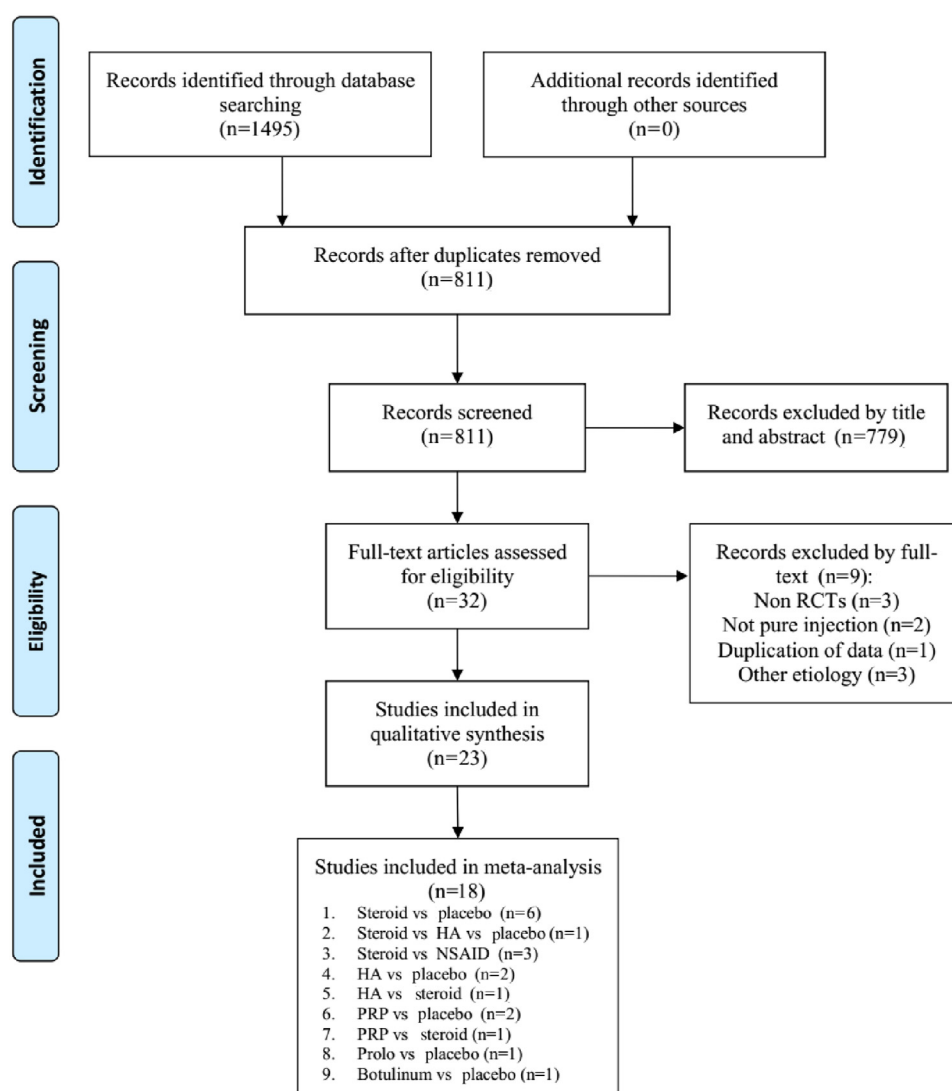 Identification
Records identified through database
searching
(n=1495)
Additional records identified
through other sources
(n=0)
Records after duplicates removed
(n=811)
Screening
Records screened
(n=811)
Records excluded by title
and abstract (n=779)
Eligibility
Full-text articles assessed
for eligibility
(n=32)
Records excluded by full-
text (n=9):
Non RCTs (n=3)
Not pure injection (n=2)
Duplication of data (n=1)
Other etiology (n=3)
Studies included in
qualitative synthesis
(n=23)
Included
Studies included in meta-analysis
(n=18)
1. Steroid vs placebo (n=6)
2. Steroid vs HA vs placebo (n=1)
3. Steroid vs NSAID (n=3)
4. HA vs placebo (n=2)
5. HA vs steroid (n=1)
6. PRP vs placebo (n=2)
7. PRP vs steroid (n=1)
8. Prolo vs placebo (n=1)
9. Botulinum vs placebo (n=1)